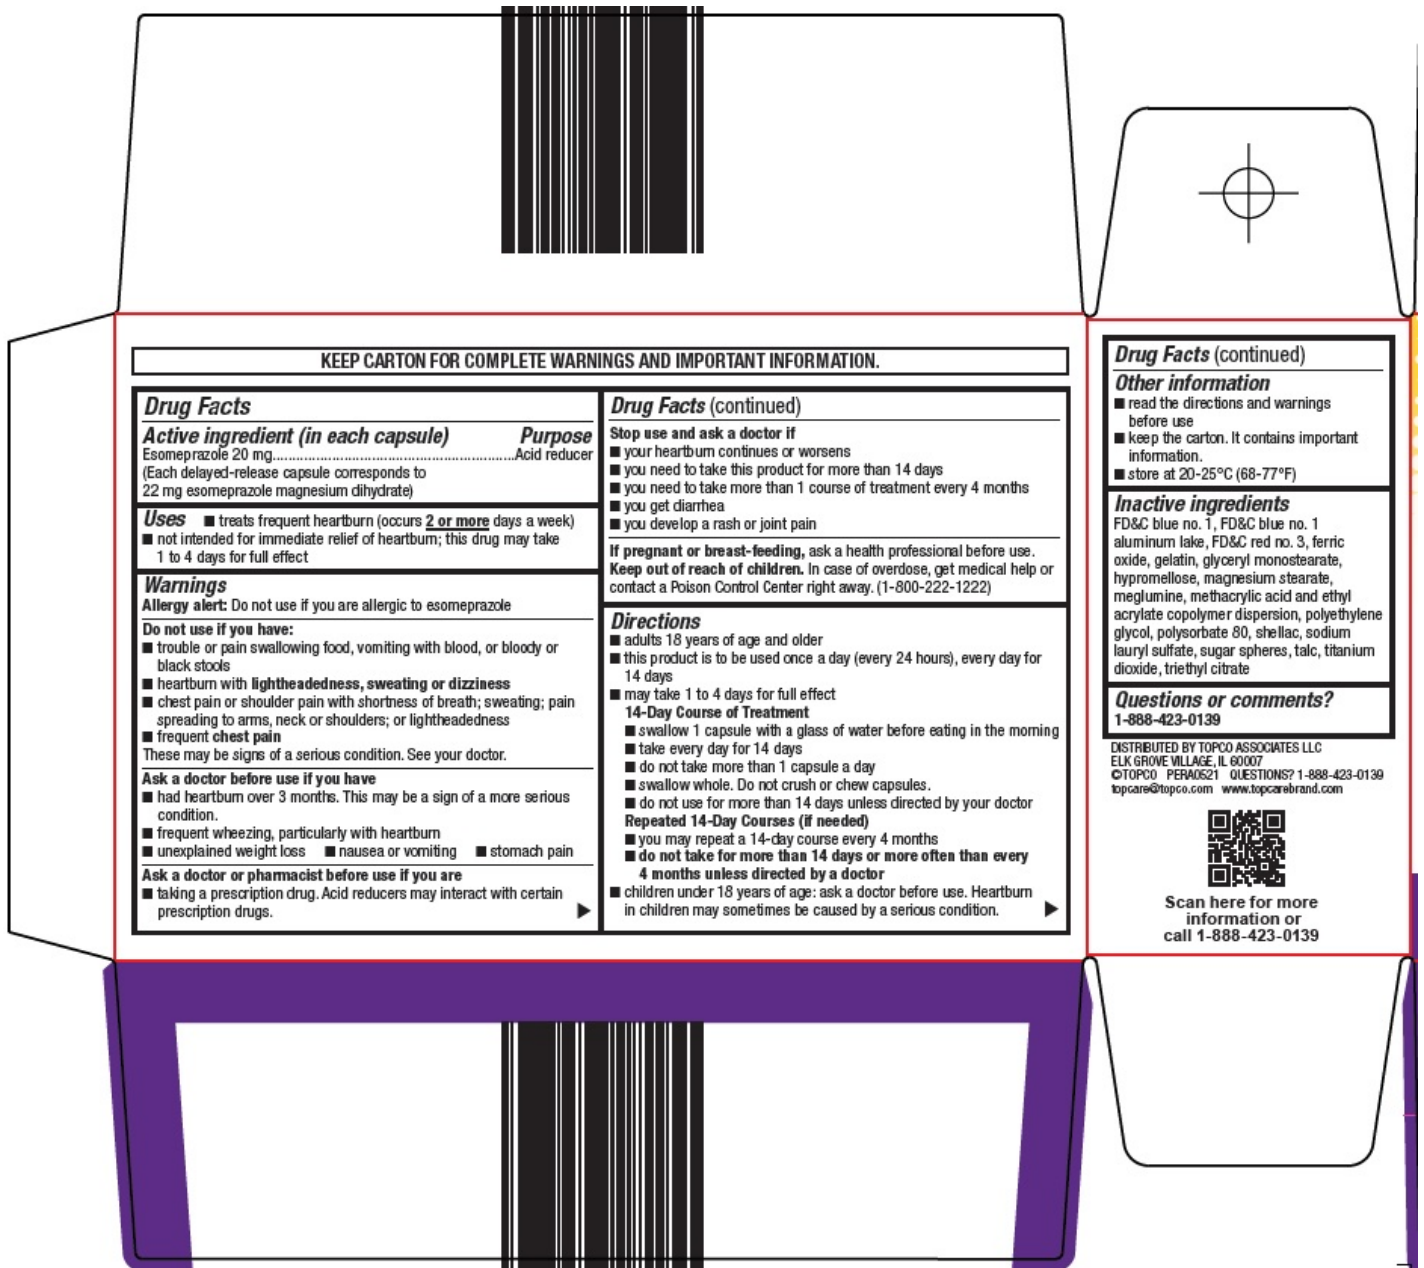 KEEP CARTON FOR COMPLETE WARNINGS AND IMPORTANT INFORMATION.
Drug Facts
Active ingredient (in each capsule) Purpose
Esomeprazole 20 mg..............................................................Acid reducer
(Each delayed-release capsule corresponds to
22 mg esomeprazole magnesium dihydrate)
Uses ■ treats frequent heartburn (occurs 2 or more days a week)
■ not intended for immediate relief of heartburn; this drug may take
1 to 4 days for full effect
Warnings
Allergy alert: Do not use if you are allergic to esomeprazole
Do not use if you have:
■ trouble or pain swallowing food, vomiting with blood, or bloody or
black stools
■ heartburn with lightheadedness, sweating or dizziness
■ chest pain or shoulder pain with shortness of breath; sweating; pain
spreading to arms, neck or shoulders; or lightheadedness
■ frequent chest pain
These may be signs of a serious condition. See your doctor.
Ask a doctor before use if you have
■ had heartburn over 3 months. This may be a sign of a more serious
condition.
■ frequent wheezing, particularly with heartburn
■ unexplained weight loss ■ nausea or vomiting ■ stomach pain
Ask a doctor or pharmacist before use if you are
■ taking a prescription drug. Acid reducers may interact with certain
prescription drugs.
Drug Facts (continued)
Stop use and ask a doctor if
■ your heartburn continues or worsens
■ you need to take this product for more than 14 days
■ you need to take more than 1 course of treatment every 4 months
■ you get diarrhea
■ you develop a rash or joint pain
If pregnant or breast-feeding, ask a health professional before use.
Keep out of reach of children. In case of overdose, get medical help or
contact a Poison Control Center right away. (1-800-222-1222)
Directions
■ adults 18 years of age and older
■ this product is to be used once a day (every 24 hours), every day for
14 days
■ may take 1 to 4 days for full effect
14-Day Course of Treatment
■ swallow 1 capsule with a glass of water before eating in the morning
■ take every day for 14 days
■ do not take more than 1 capsule a day
■ swallow whole. Do not crush or chew capsules.
■ do not use for more than 14 days unless directed by your doctor
Repeated 14-Day Courses (if needed)
■ you may repeat a 14-day course every 4 months
■ do not take for more than 14 days or more often than every
4 months unless directed by a doctor
■ children under 18 years of age: ask a doctor before use. Heartburn
in children may sometimes be caused by a serious condition.
Drug Facts (continued)
Other information
■ read the directions and warnings
before use
■ keep the carton. It contains important
information.
■ store at 20-25°C (68-77°F)
Inactive ingredients
FD&C blue no. 1, FD&C blue no. 1
aluminum lake, FD&C red no. 3, ferric
oxide, gelatin, glyceryl monostearate,
hypromellose, magnesium stearate,
meglumine, methacrylic acid and ethyl
acrylate copolymer dispersion, polyethylene
glycol, polysorbate 80, shellac, sodium
lauryl sulfate, sugar spheres, talc, titanium
dioxide, triethyl citrate
Questions or comments?
1-888-423-0139
DISTRIBUTED BY TOPCO ASSOCIATES LLC
ELK GROVE VILLAGE, IL 60007
©TOPCO PERA0521 QUESTIONS? 1-888-423-0139
topcare@topco.com www.topcarebrand.com
Scan here for more
information or
call 1-888-423-0139